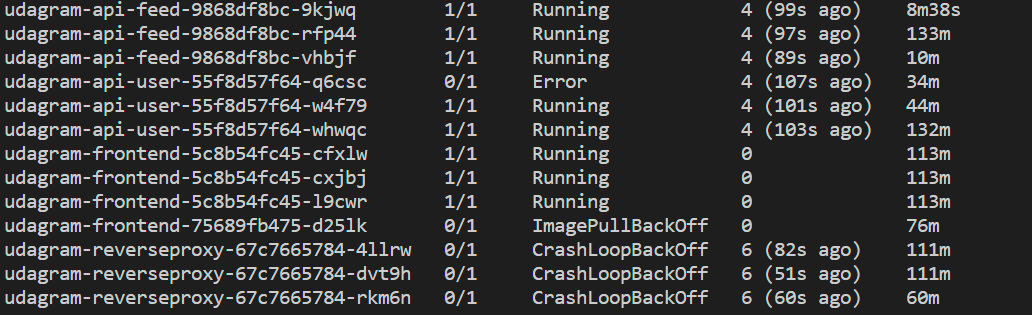 udagram-api-feed-9868df8bc-9kjwq 1/1 Running 4 (99s ago) 8m38s
udagram-api-feed-9868df8bc-rfp44 1/1 Running 4 (97s ago) 133m
udagram-api-feed-9868df8bc-vhbjf 1/1 Running 4 (89s ago) 10m
udagram-api-user-55f8d57f64-q6csc 0/1 Error 4 (107s ago) 34m
udagram-api-user-55f8d57f64-w4f79 1/1 Running 4 (101s ago) 44m
udagram-api-user-55f8d57f64-whwqc 1/1 Running 4 (103s ago) 132m
udagram-frontend-5c8b54fc45-cfxlw 1/1 Running 0 113m
udagram-frontend-5c8b54fc45-cxjbj 1/1 Running 0 113m
udagram-frontend-5c8b54fc45-l9cwr 1/1 Running 0 113m
udagram-frontend-75689fb475-d25lk 0/1 ImagePullBackOff 0 76m
udagram-reverseproxy-67c7665784-4llrw 0/1 CrashLoopBackOff 6 (82s ago) 111m
udagram-reverseproxy-67c7665784-dvt9h 0/1 CrashLoopBackOff 6 (51s ago) 111m
udagram-reverseproxy-67c7665784-rkm6n 0/1 CrashLoopBackOff 6 (60s ago) 60m